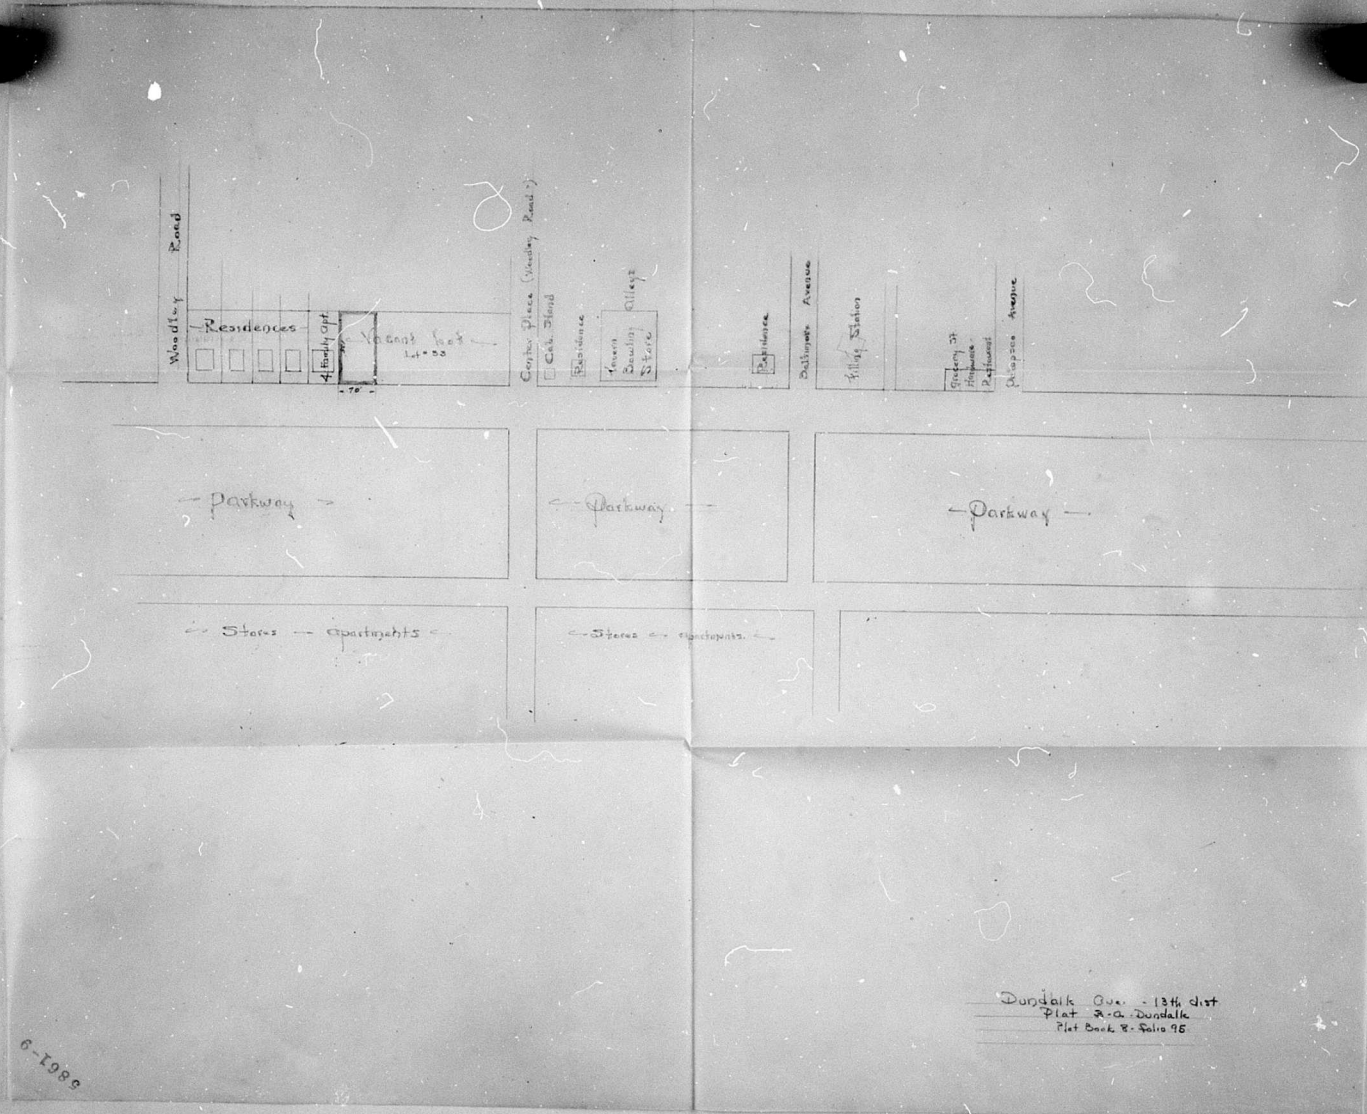 Woodley Road
Residences
4 Family Apt.
Vacant Lot
Lot # 53
70'
Center Place (Woodley Road ?)
Cab Stand
Residence
Tavern
Bowling Alleys
Store
Residence
Baltimore Avenue
Filling Station
Grocery St
Hardware
Restaurant
Patapsco Avenue
Parkway
Parkway
Parkway
Stores - apartments
Stores apartments
Dundalk Ave. - 13th dist
Plat 2-A - Dundalk
Plat Book 8 - folio 95
5861-9